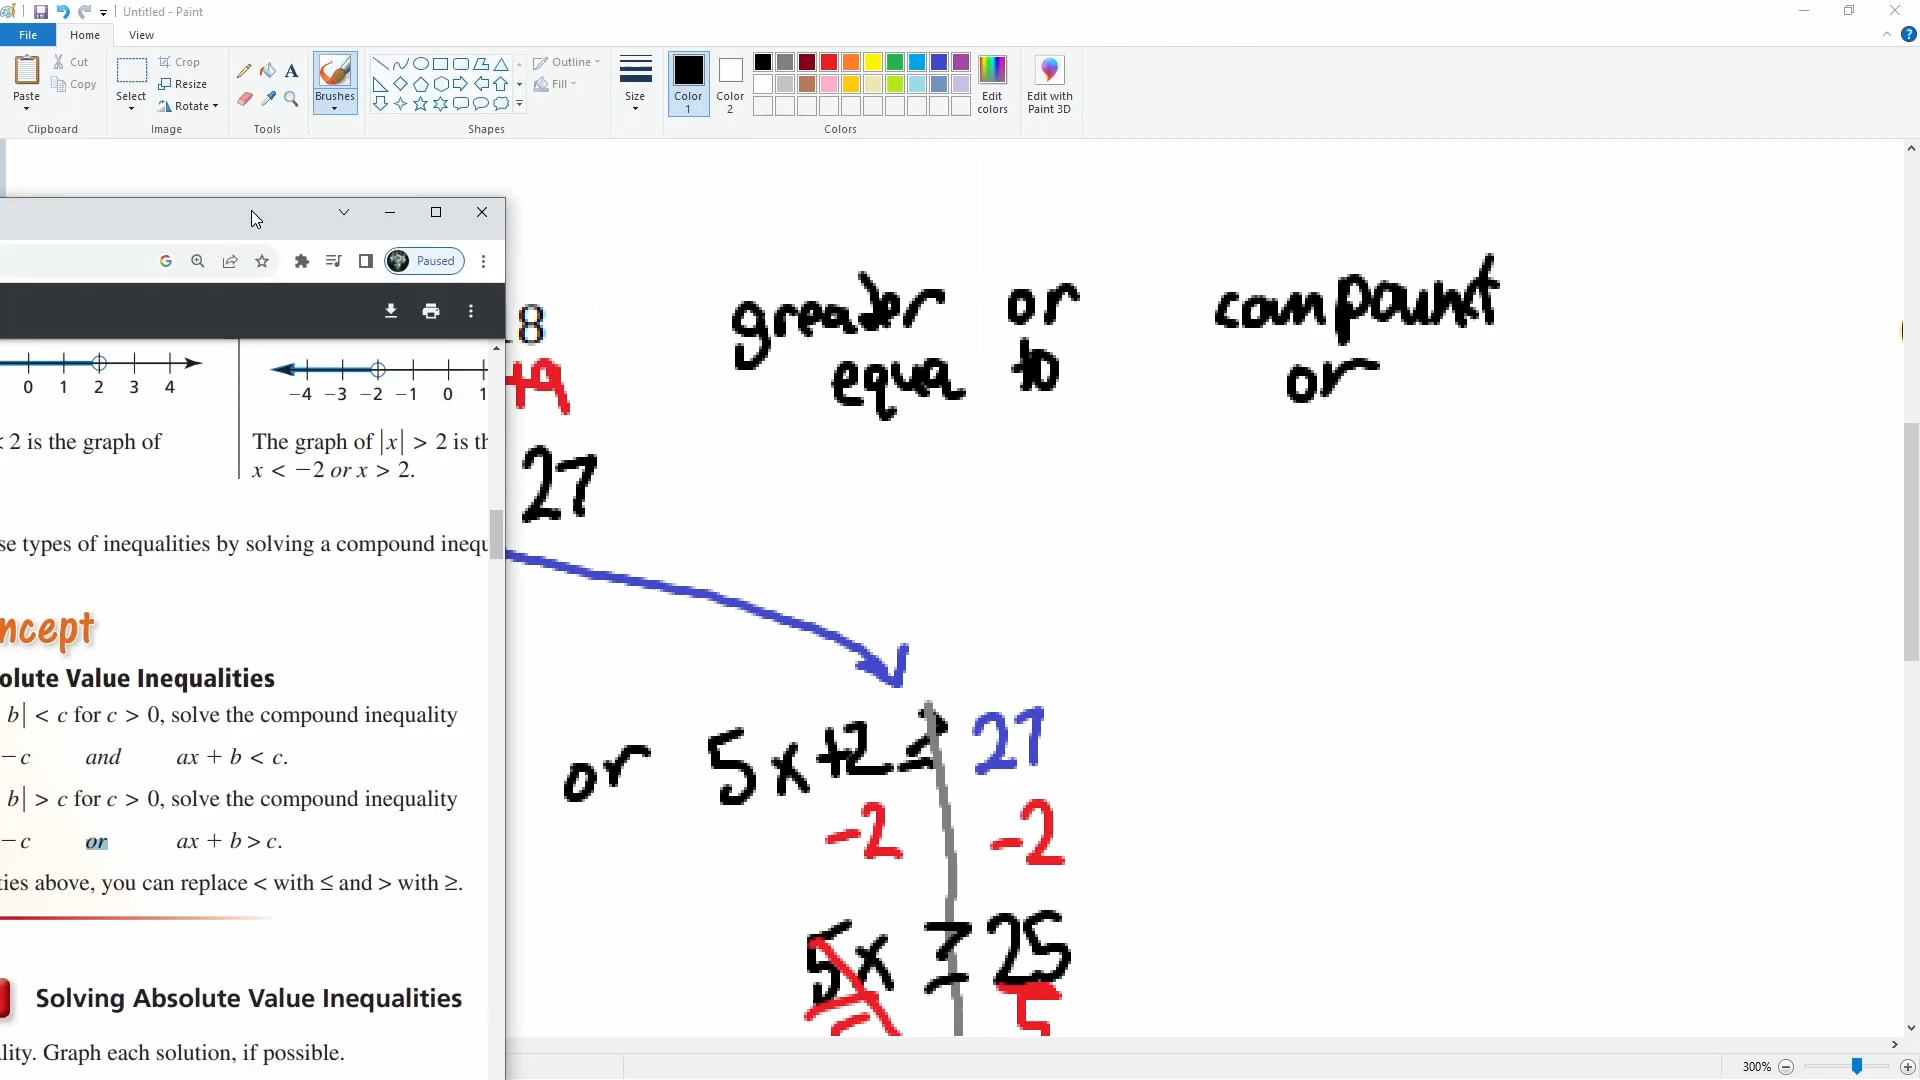 Untitled - Paint
File Home View
Paste
Cut
Copy
Clipboard
Select
Crop
Resize
Rotate
Image
Tools
Brushes
Shapes
Outline
Fill
Size
Color 1
Color 2
Edit colors
Colors
Edit with Paint 3D
Paused
0 1 2 3 4
-4 -3 -2 -1 0 1
< 2 is the graph of
The graph of |x| > 2 is th
x < −2 or x > 2.
se types of inequalities by solving a compound inequ
ncept
olute Value Inequalities
b| < c for c > 0, solve the compound inequality
−c and ax + b < c.
b| > c for c > 0, solve the compound inequality
−c or ax + b > c.
ties above, you can replace < with ≤ and > with ≥.
Solving Absolute Value Inequalities
lity. Graph each solution, if possible.
8
+9
27
greater or
equa to
compount
or
or 5x+2 ≥ 27
-2 -2
5x ≥ 25
5
300%